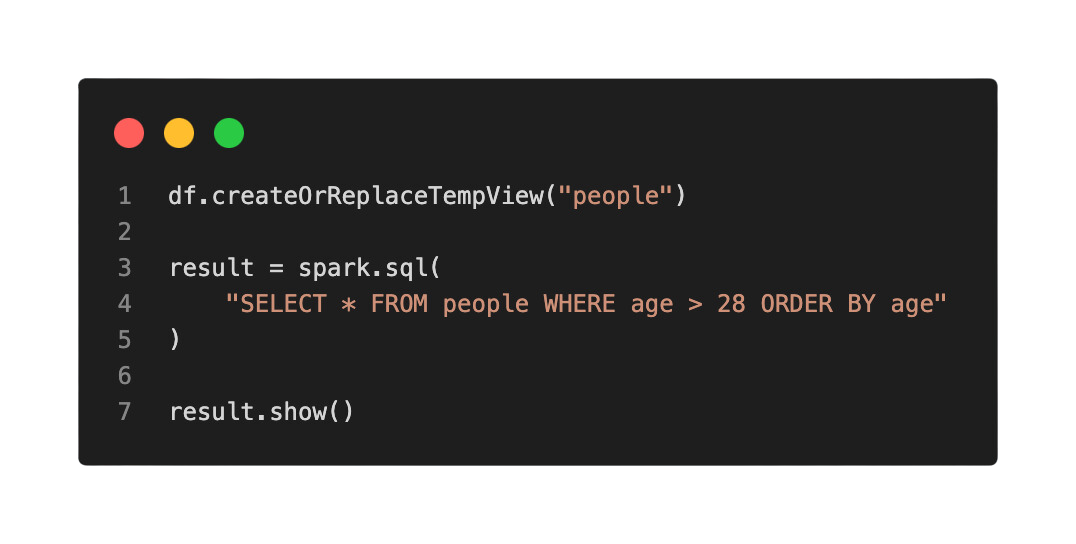 1 df.createOrReplaceTempView("people")
2
3 result = spark.sql(
4     "SELECT * FROM people WHERE age > 28 ORDER BY age"
5 )
6
7 result.show()